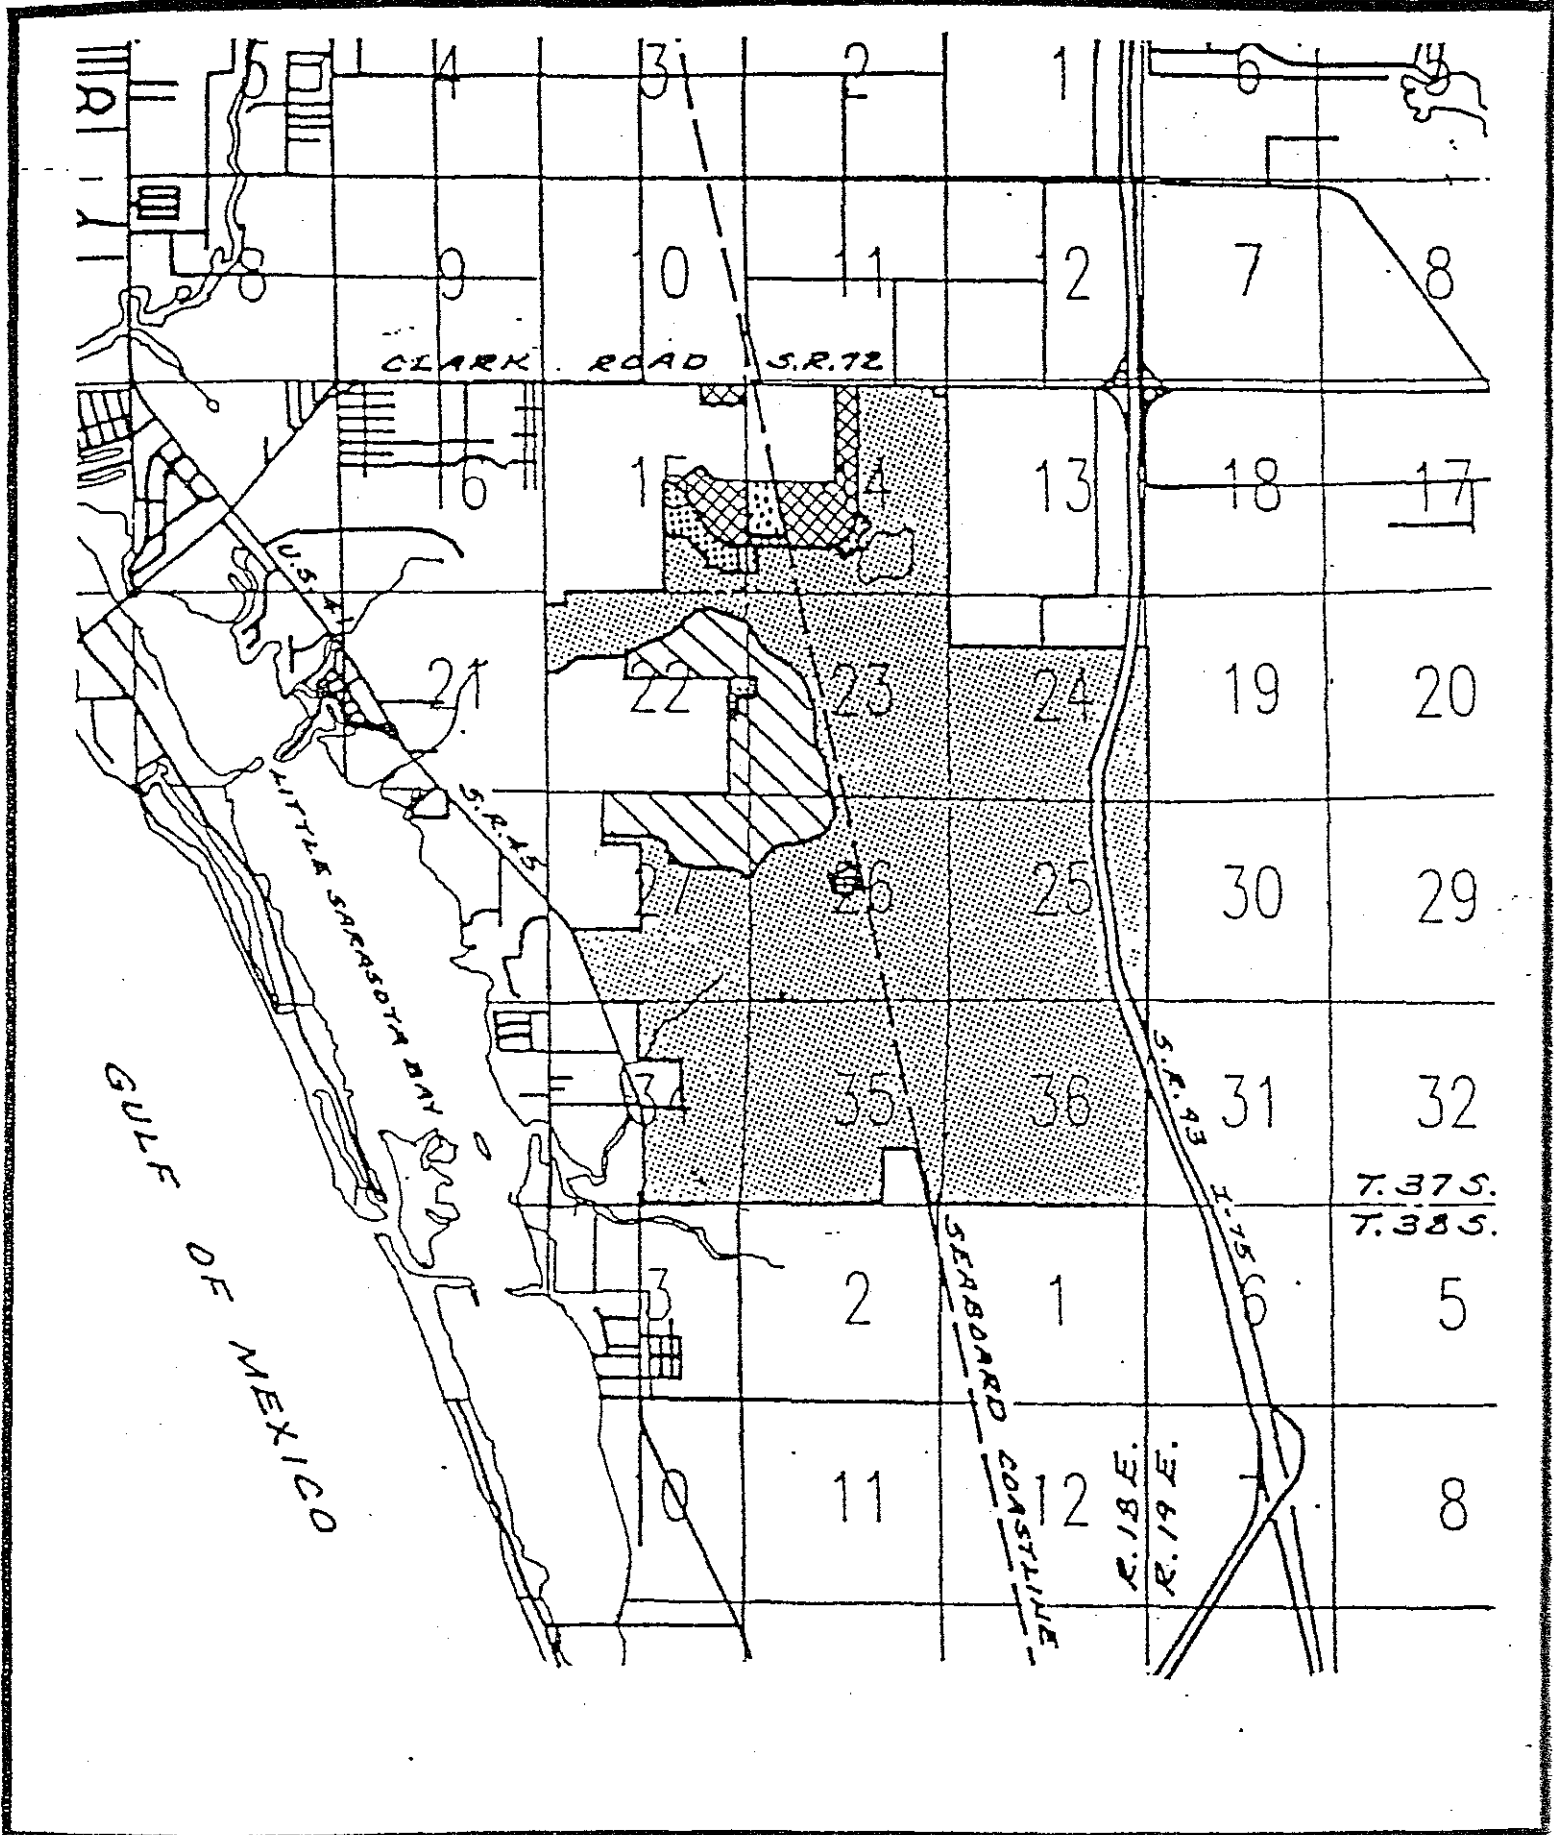 4 3 2 1 6
8 9 10 11 12 7 8
CLARK ROAD S.R. 72
15 14 13 18 17
U.S. 41
21 22 23 24 19 20
S.R. 45
LITTLE SARASOTA BAY
27 26 25 30 29
S.R. 93
I-75
35 36 31 32
T. 37 S.
T. 38 S.
GULF OF MEXICO
SEABOARD COASTLINE
3 2 1 6 5
R. 18 E.
R. 19 E.
11 12 8